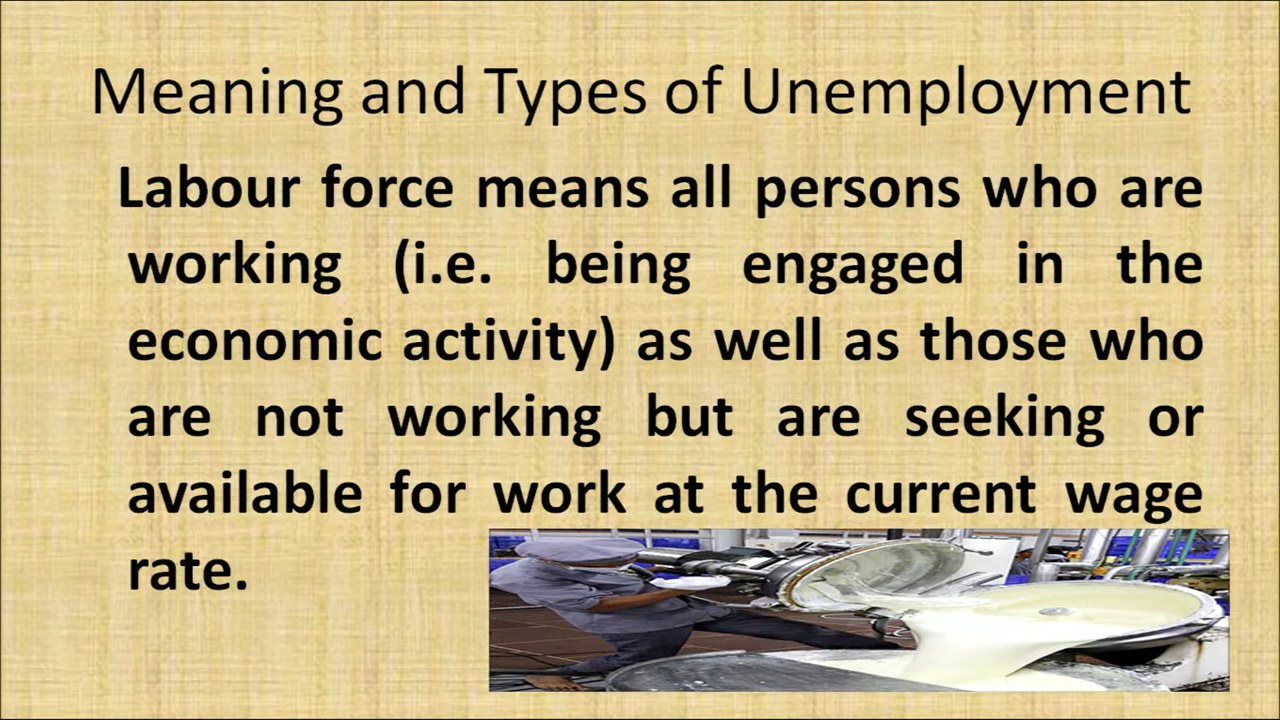 Meaning and Types of Unemployment
Labour force means all persons who are
working (i.e. being engaged in the
economic activity) as well as those who
are not working but are seeking or
available for work at the current wage
rate.